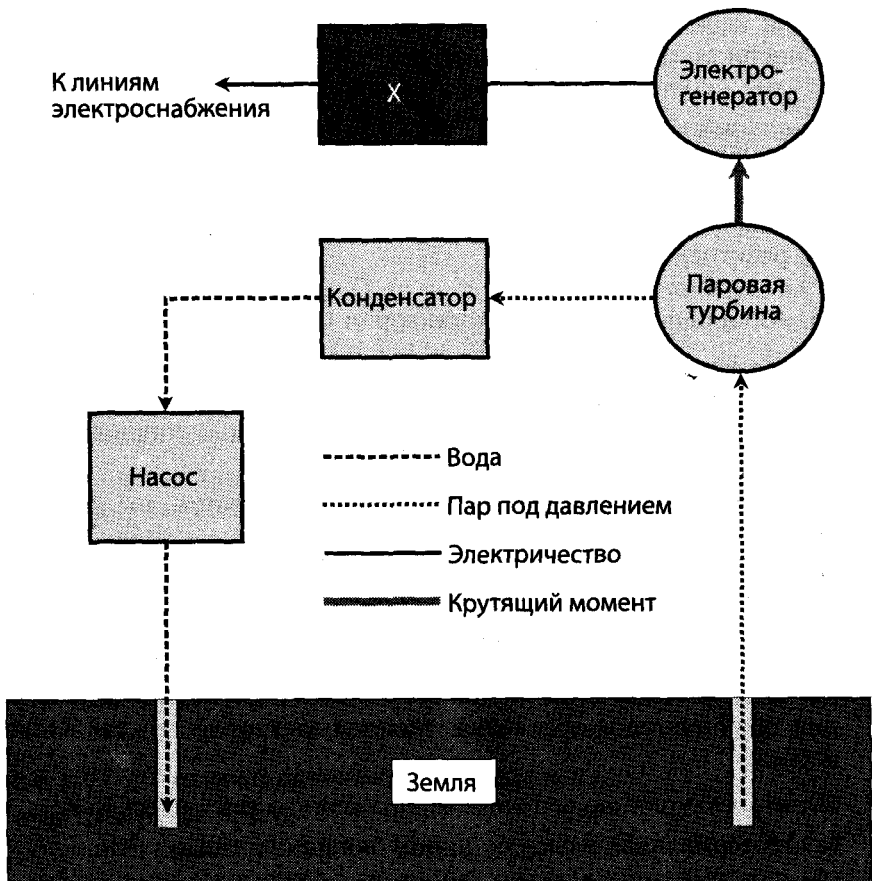 К линиям
электроснабжения
X
Электро-
генератор
Конденсатор
Паровая
турбина
Насос
Вода
Пар под давлением
Электричество
Крутящий момент
Земля